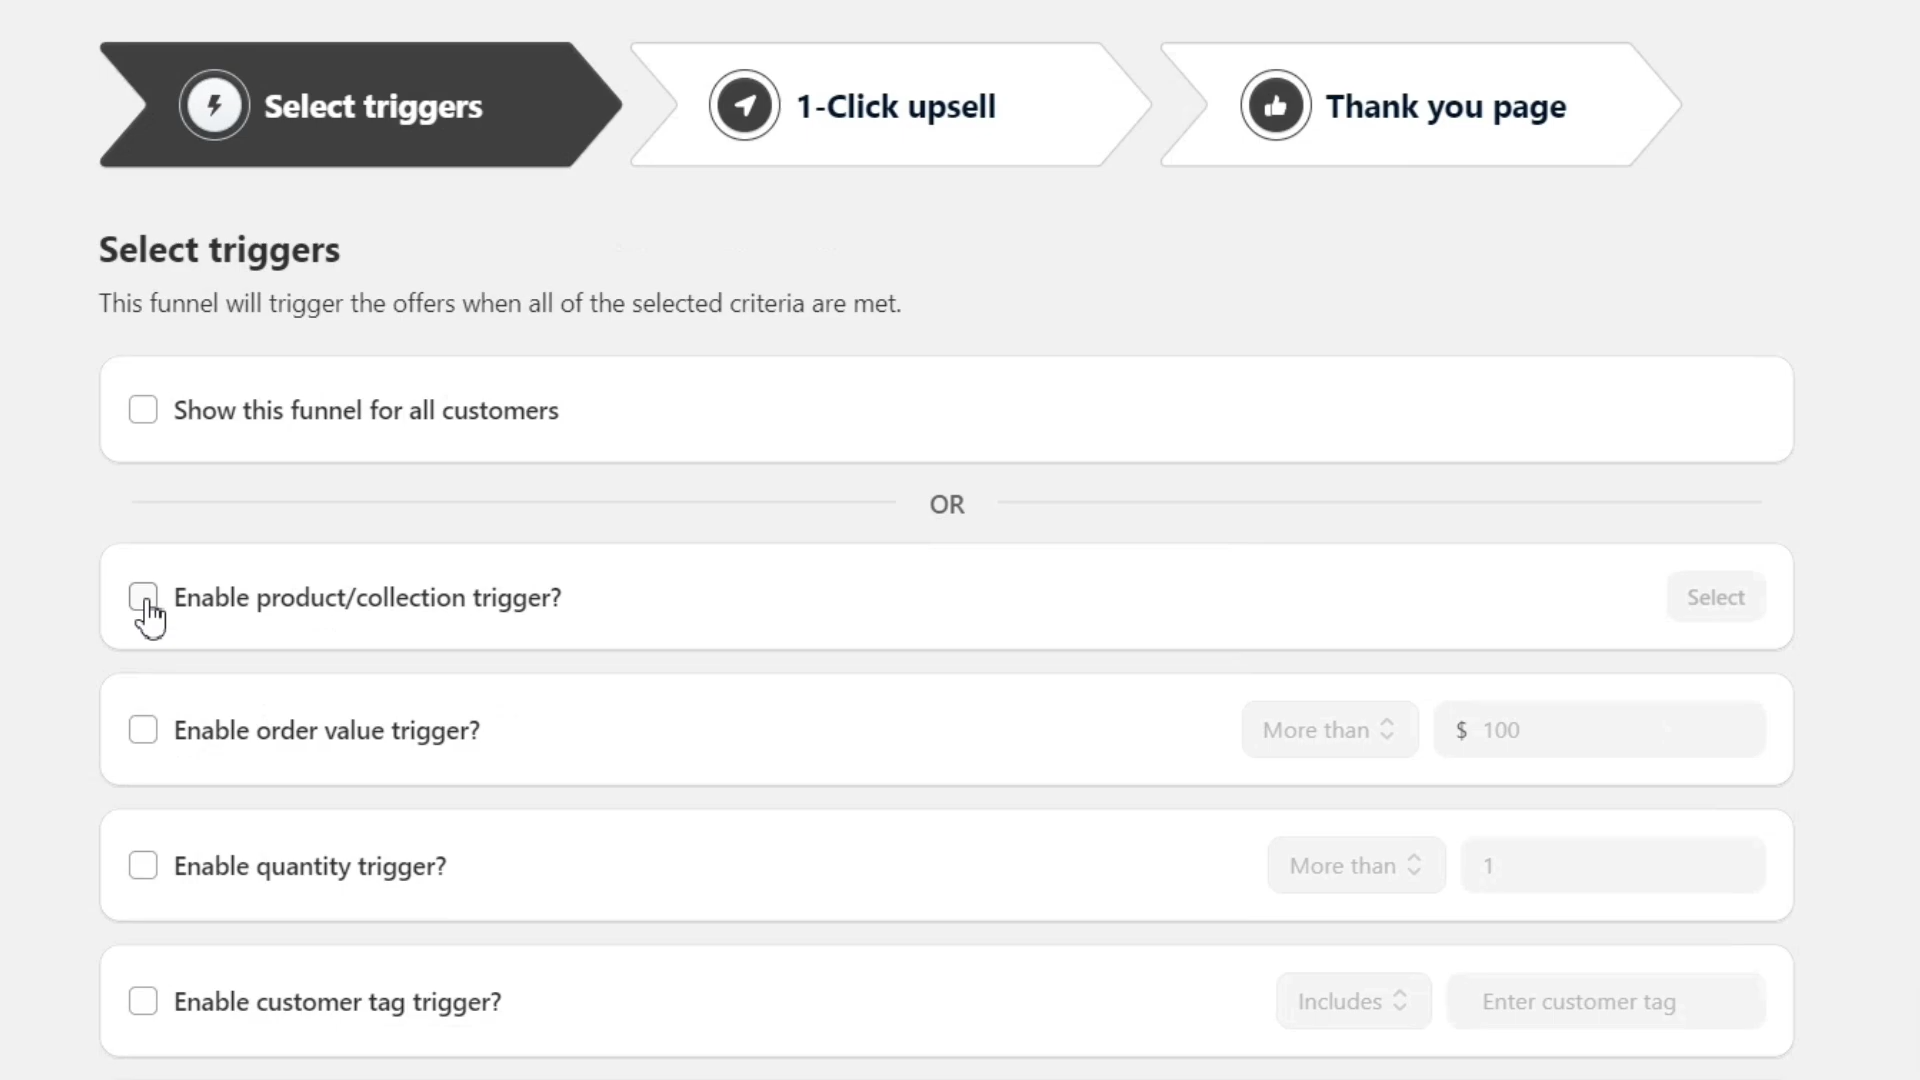 Select triggers
1-Click upsell
Thank you page
Select triggers
This funnel will trigger the offers when all of the selected criteria are met.
Show this funnel for all customers
OR
Enable product/collection trigger?
Select
Enable order value trigger?
More than
$ 100
Enable quantity trigger?
More than
1
Enable customer tag trigger?
Includes
Enter customer tag